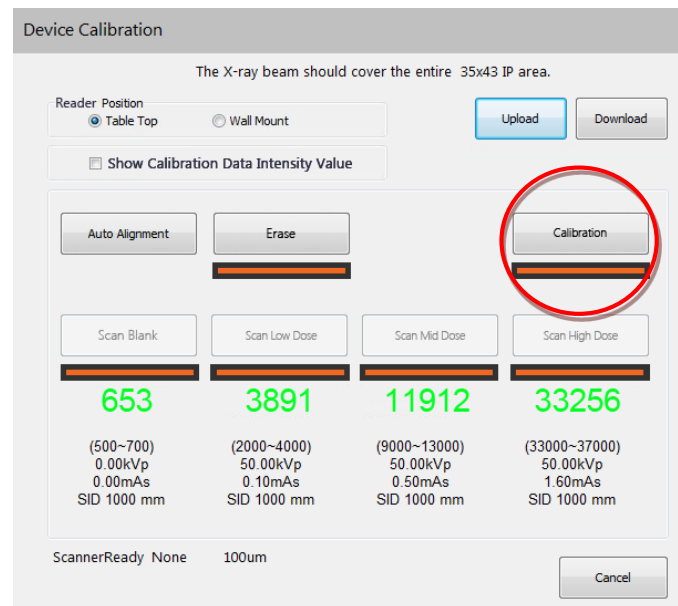 Device Calibration
The X-ray beam should cover the entire 35x43 IP area.
Reader Position
Table Top Wall Mount
Upload Download
Show Calibration Data Intensity Value
Auto Alignment Erase Calibration
Scan Blank Scan Low Dose Scan Mid Dose Scan High Dose
653 3891 11912 33256
(500~700) (2000~4000) (9000~13000) (33000~37000)
0.00kVp 50.00kVp 50.00kVp 50.00kVp
0.00mAs 0.10mAs 0.50mAs 1.60mAs
SID 1000 mm SID 1000 mm SID 1000 mm SID 1000 mm
ScannerReady None 100um
Cancel